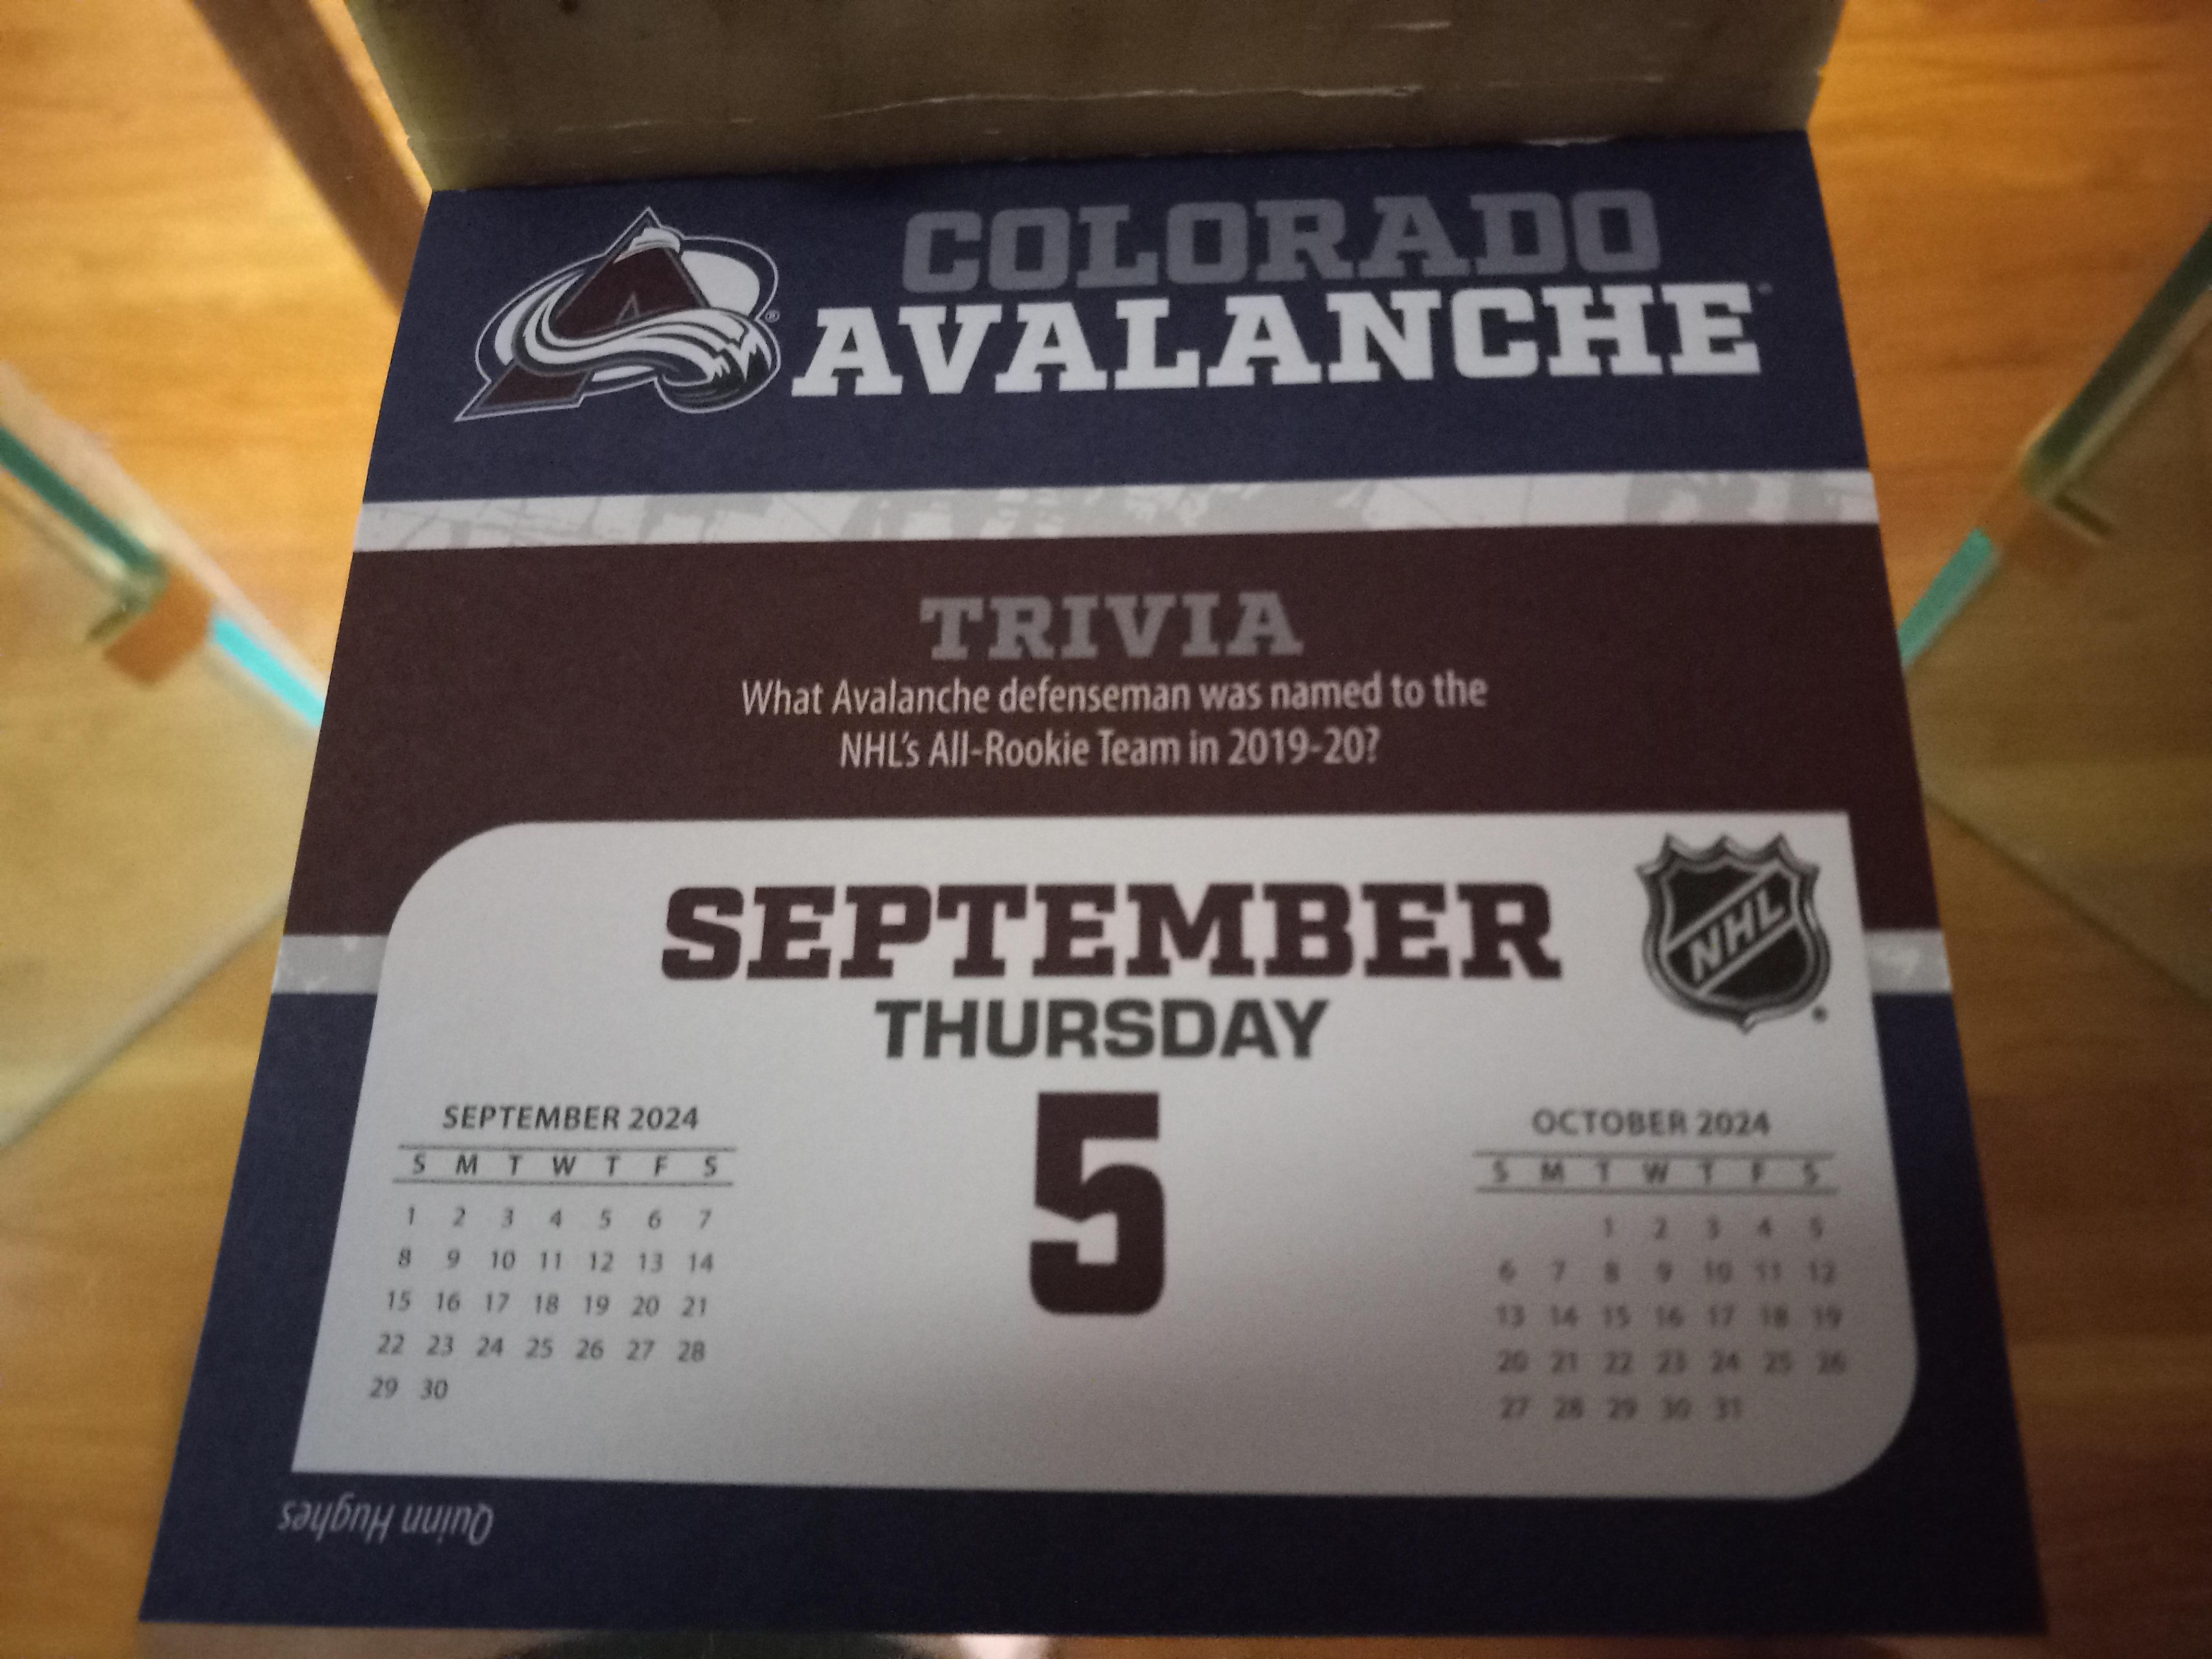 COLORADO
AVALANCHE
TRIVIA
What Avalanche defenseman was named to the
NHL's All-Rookie Team in 2019-20?
SEPTEMBER
THURSDAY
5
NHL
SEPTEMBER 2024
S M T W T F S
1 2 3 4 5 6 7
8 9 10 11 12 13 14
15 16 17 18 19 20 21
22 23 24 25 26 27 28
29 30
OCTOBER 2024
S M T W T F S
1 2 3 4 5
6 7 8 9 10 11 12
13 14 15 16 17 18 19
20 21 22 23 24 25 26
27 28 29 30 31
Quinn Hughes